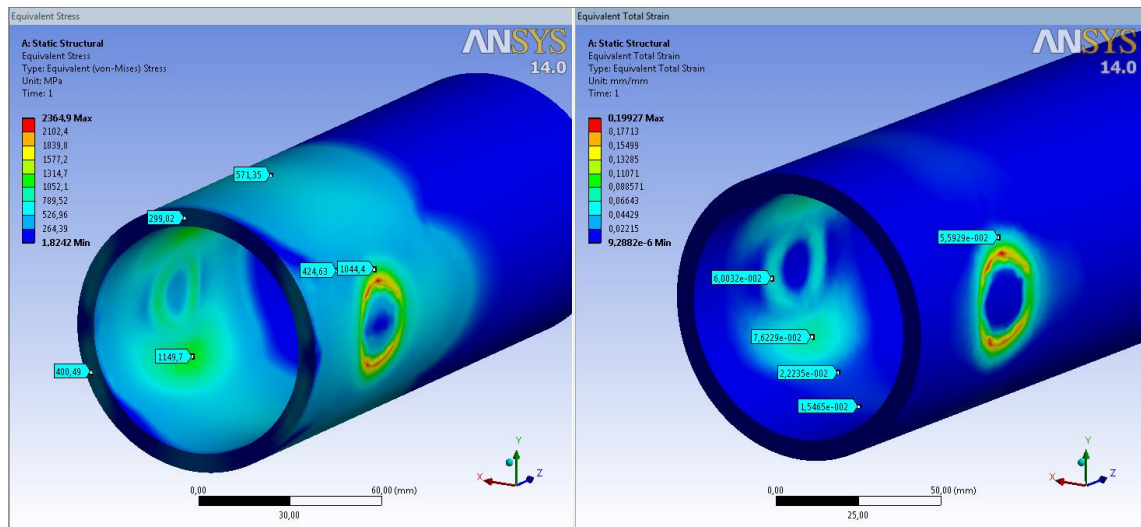 Equivalent Stress
A: Static Structural
Equivalent Stress
Type: Equivalent (von-Mises) Stress
Unit: MPa
Time: 1
ANSYS
14.0
2364,9 Max
2102,4
1839,8
1577,2
1314,7
1052,1
789,52
526,96
264,39
1,8242 Min
571,35
299,02
424,63
1044,4
1149,7
400,49
Y
X
Z
0,00
60,00 (mm)
30,00
Equivalent Total Strain
A: Static Structural
Equivalent Total Strain
Type: Equivalent Total Strain
Unit: mm/mm
Time: 1
ANSYS
14.0
0,19927 Max
0,17713
0,15499
0,13285
0,11071
0,088571
0,06643
0,04429
0,02215
9,2882e-6 Min
5,5929e-002
6,0032e-002
7,6229e-002
2,2235e-002
1,5465e-002
Y
X
Z
0,00
50,00 (mm)
25,00